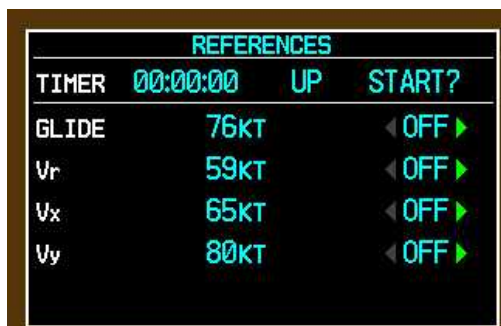 REFERENCES
TIMER 00:00:00 UP START?
GLIDE 76KT OFF
Vr 59KT OFF
Vx 65KT OFF
Vy 80KT OFF